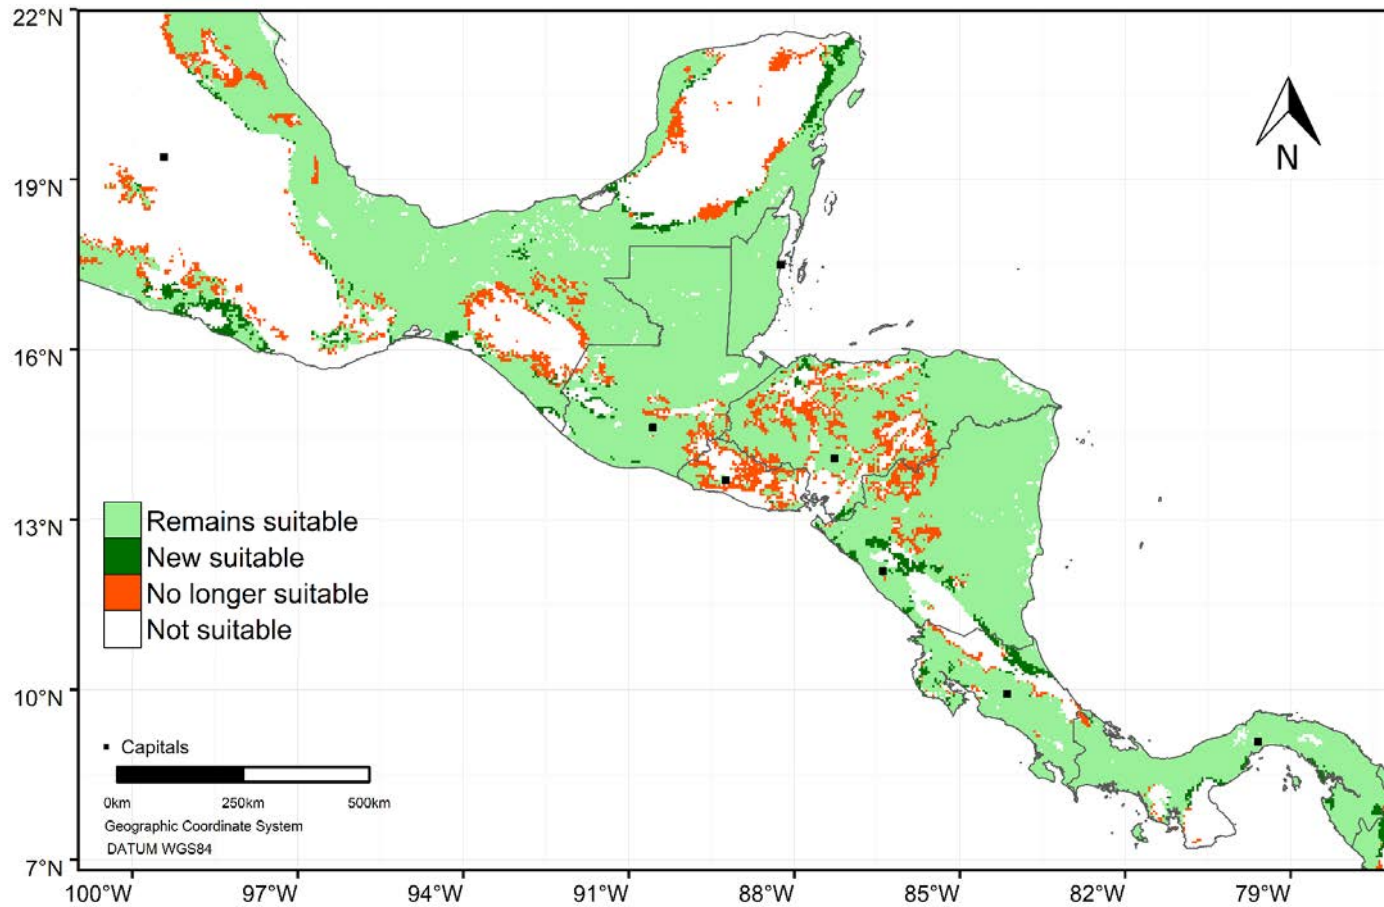 22°N
19°N
16°N
13°N
10°N
7°N
N
Remains suitable
New suitable
No longer suitable
Not suitable
Capitals
0km 250km 500km
Geographic Coordinate System
DATUM WGS84
100°W 97°W 94°W 91°W 88°W 85°W 82°W 79°W